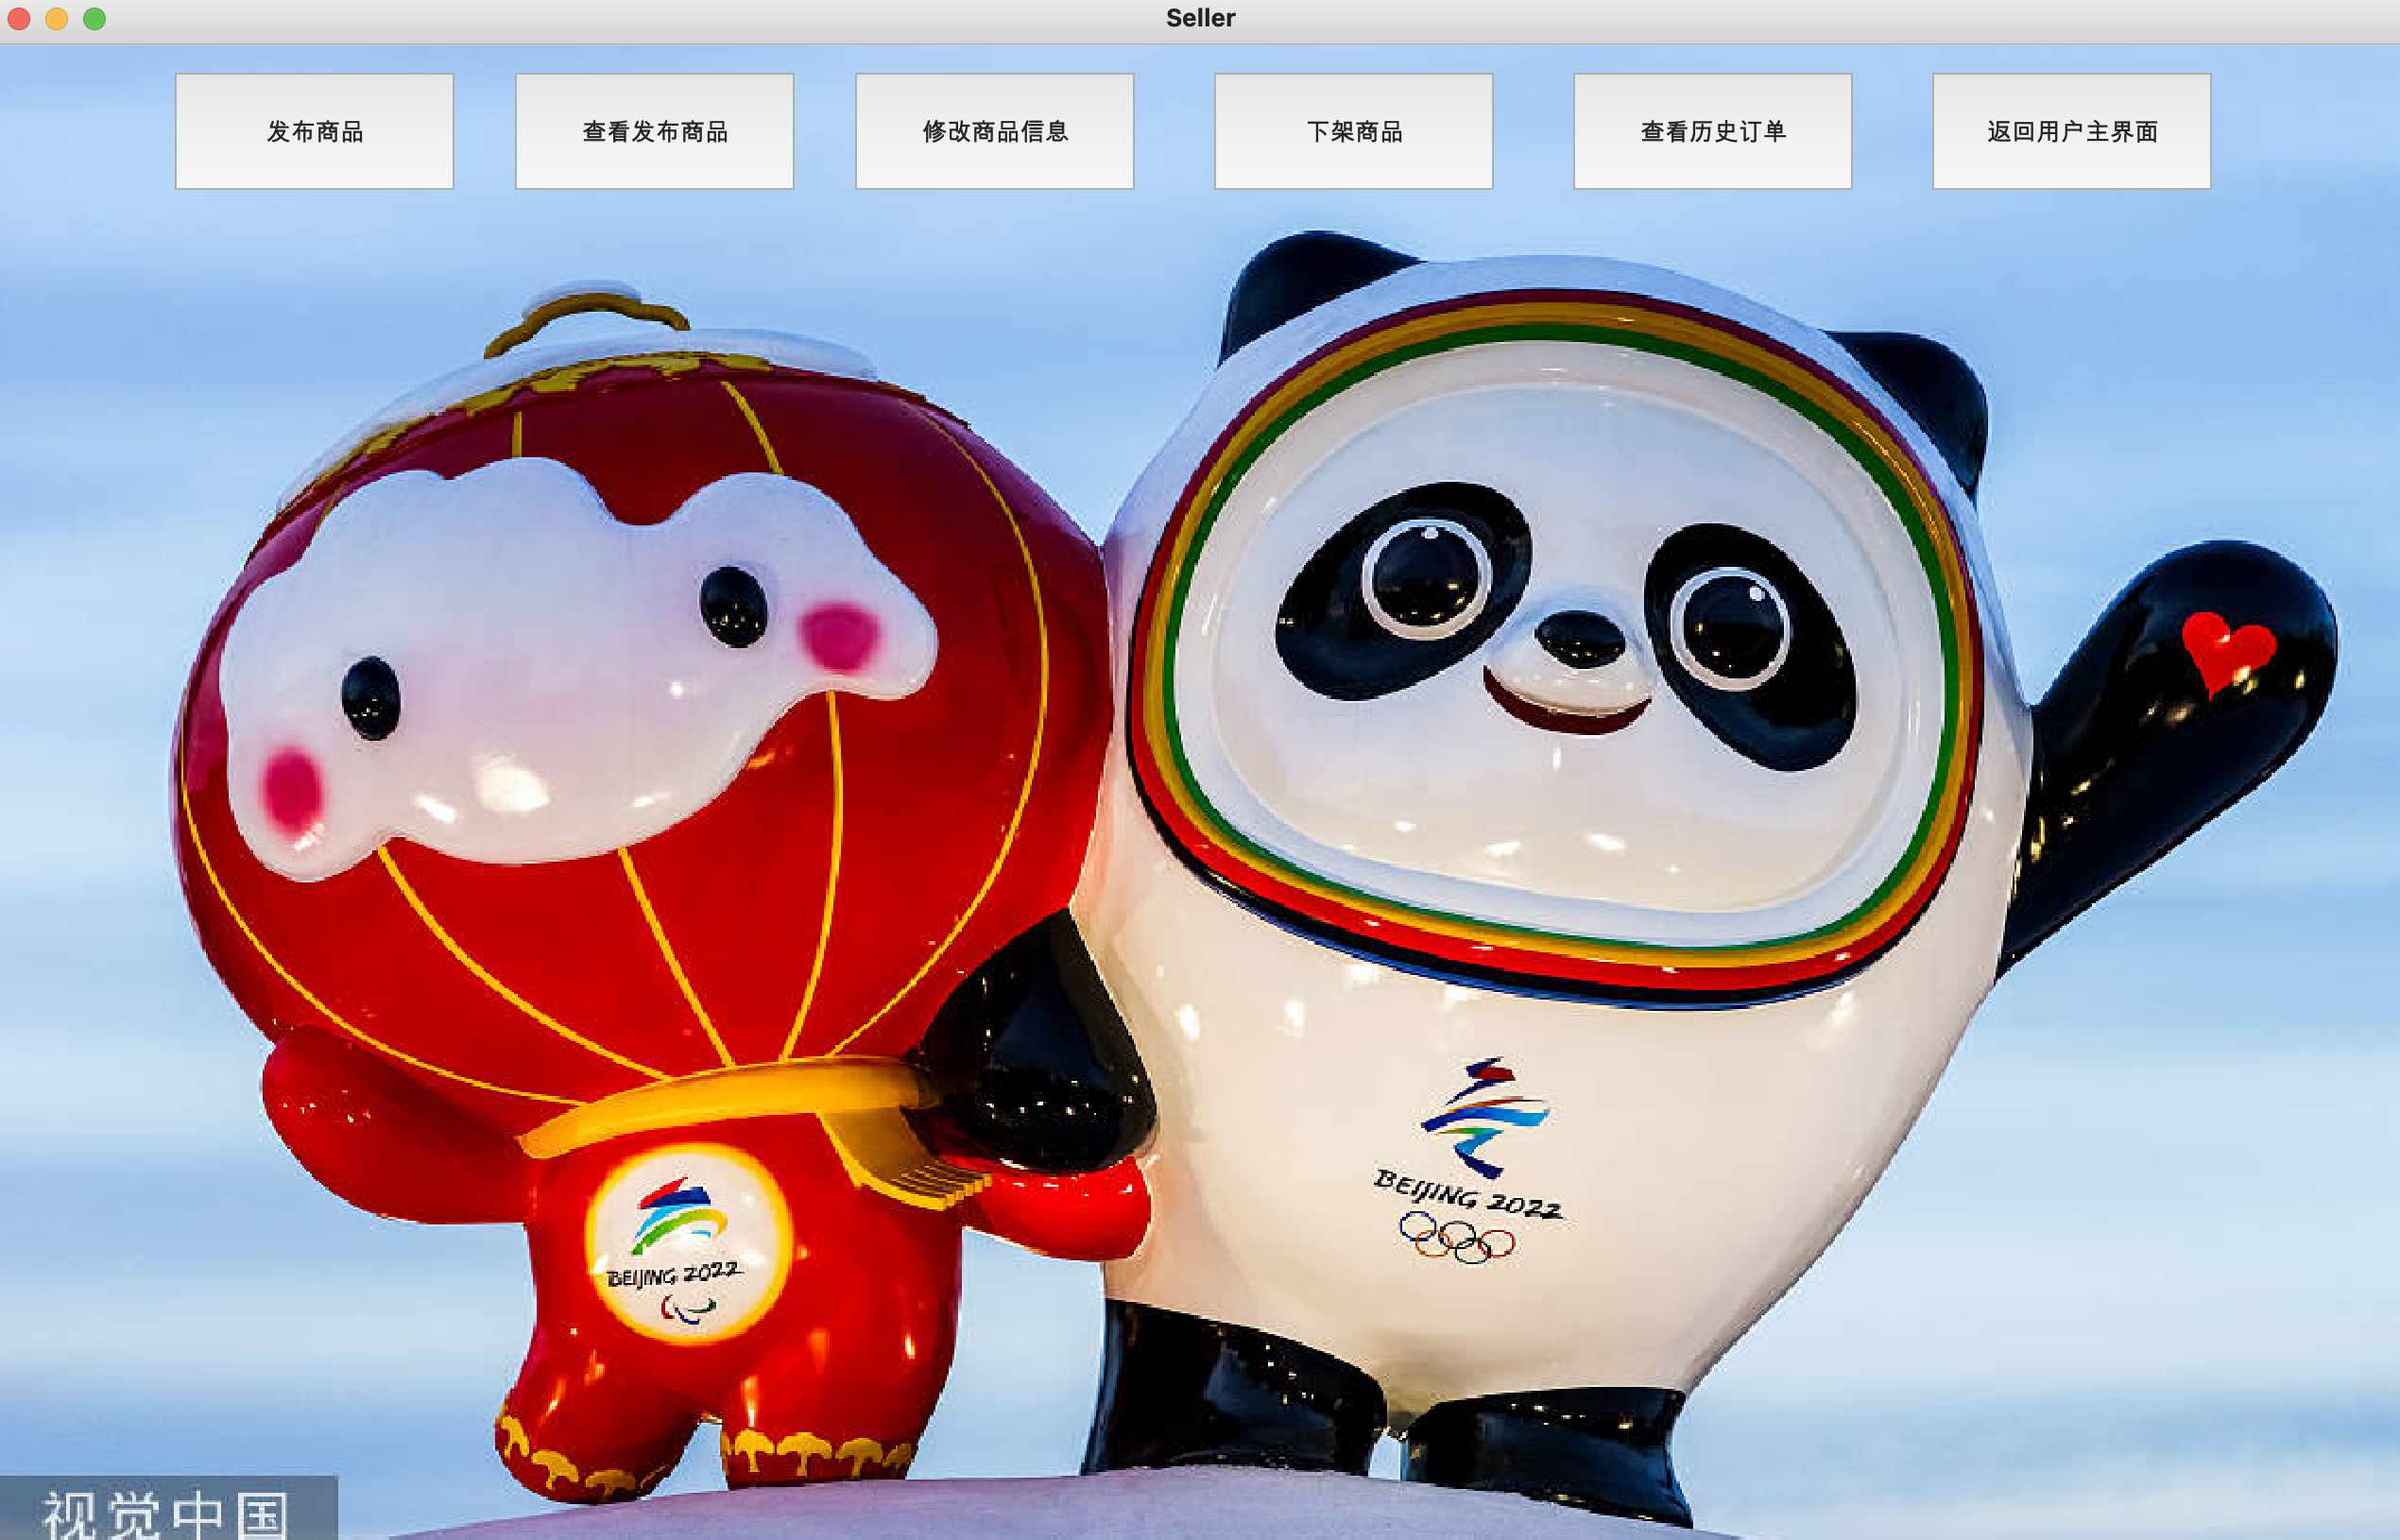 Seller
发布商品
查看发布商品
修改商品信息
下架商品
查看历史订单
返回用户主界面
BEIJING 2022
BEIJING 2022
视觉中国